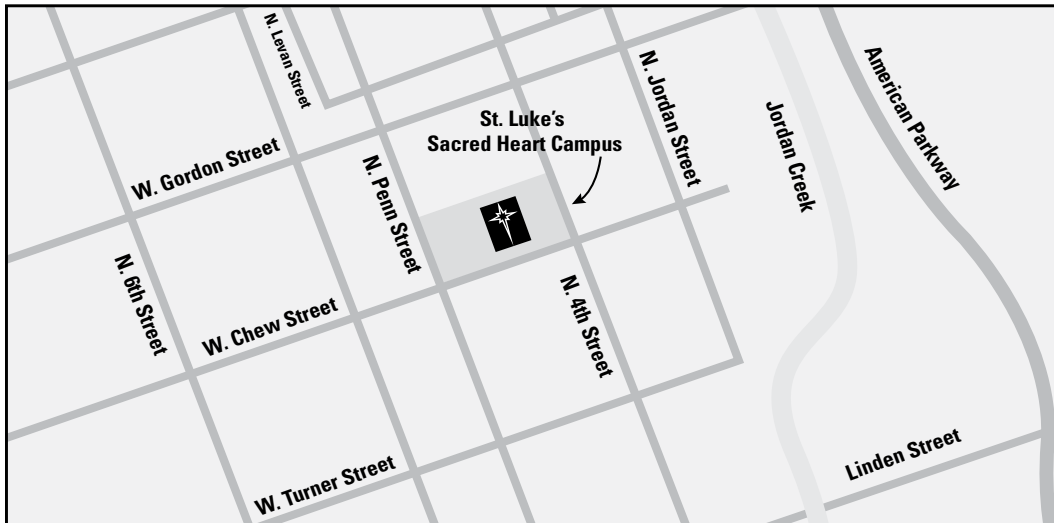 N. Levan Street
American Parkway
N. Jordan Street
St. Luke's
Sacred Heart Campus
Jordan Creek
W. Gordon Street
N. Penn Street
N. 6th Street
N. 4th Street
W. Chew Street
Linden Street
W. Turner Street